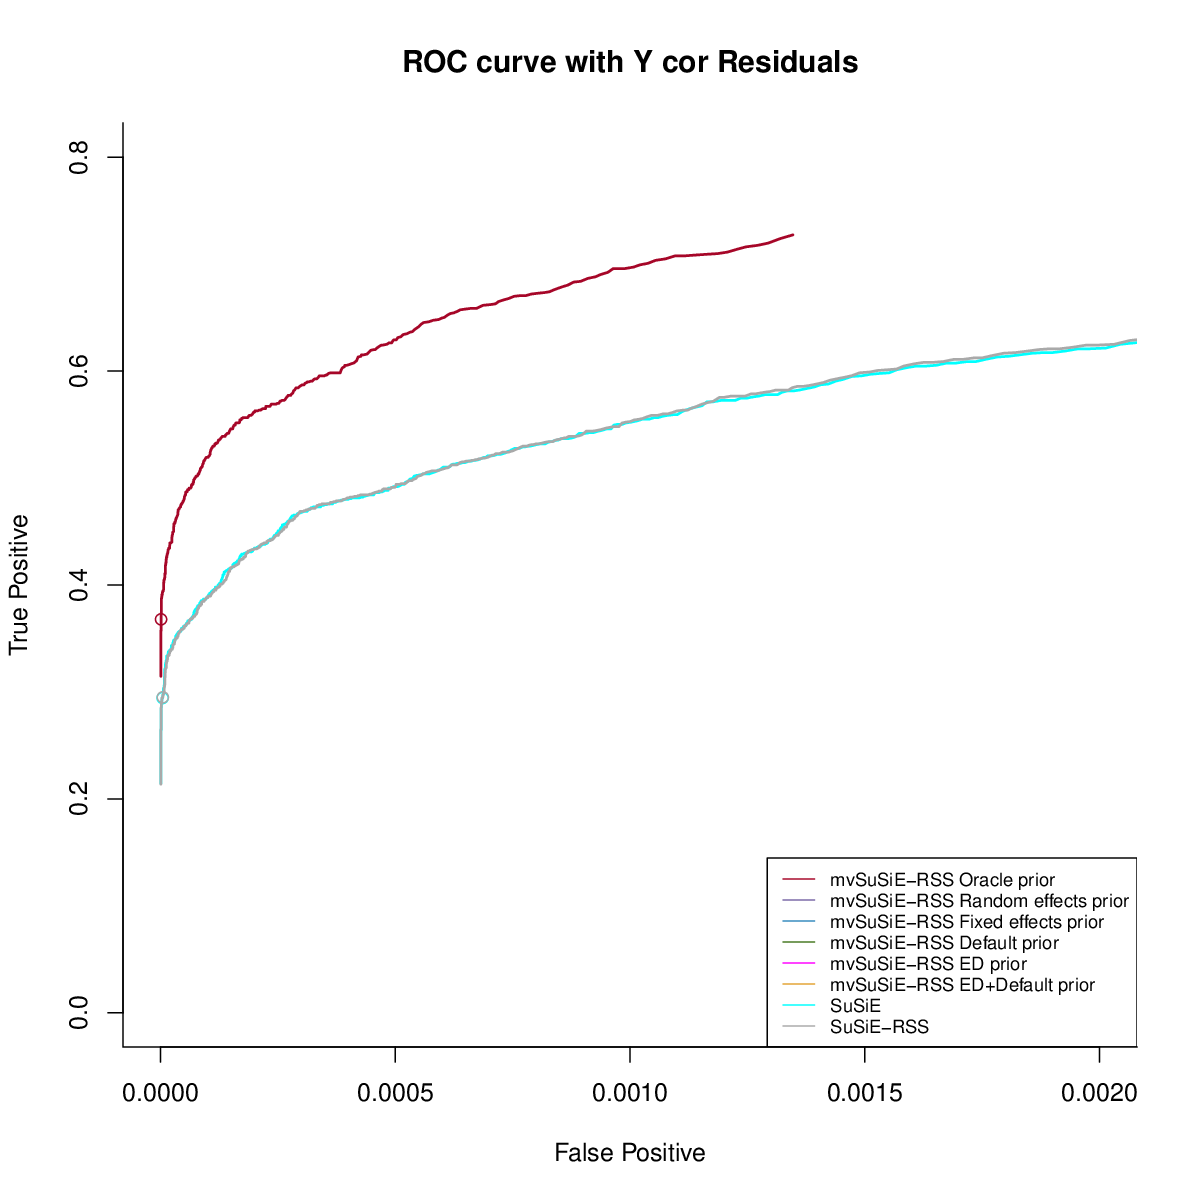 ROC curve with Y cor Residuals
True Positive
0.8
0.6
0.4
0.2
0.0
mvSuSiE−RSS Oracle prior
mvSuSiE−RSS Random effects prior
mvSuSiE−RSS Fixed effects prior
mvSuSiE−RSS Default prior
mvSuSiE−RSS ED prior
mvSuSiE−RSS ED+Default prior
SuSiE
SuSiE−RSS
0.0000 0.0005 0.0010 0.0015 0.0020
False Positive